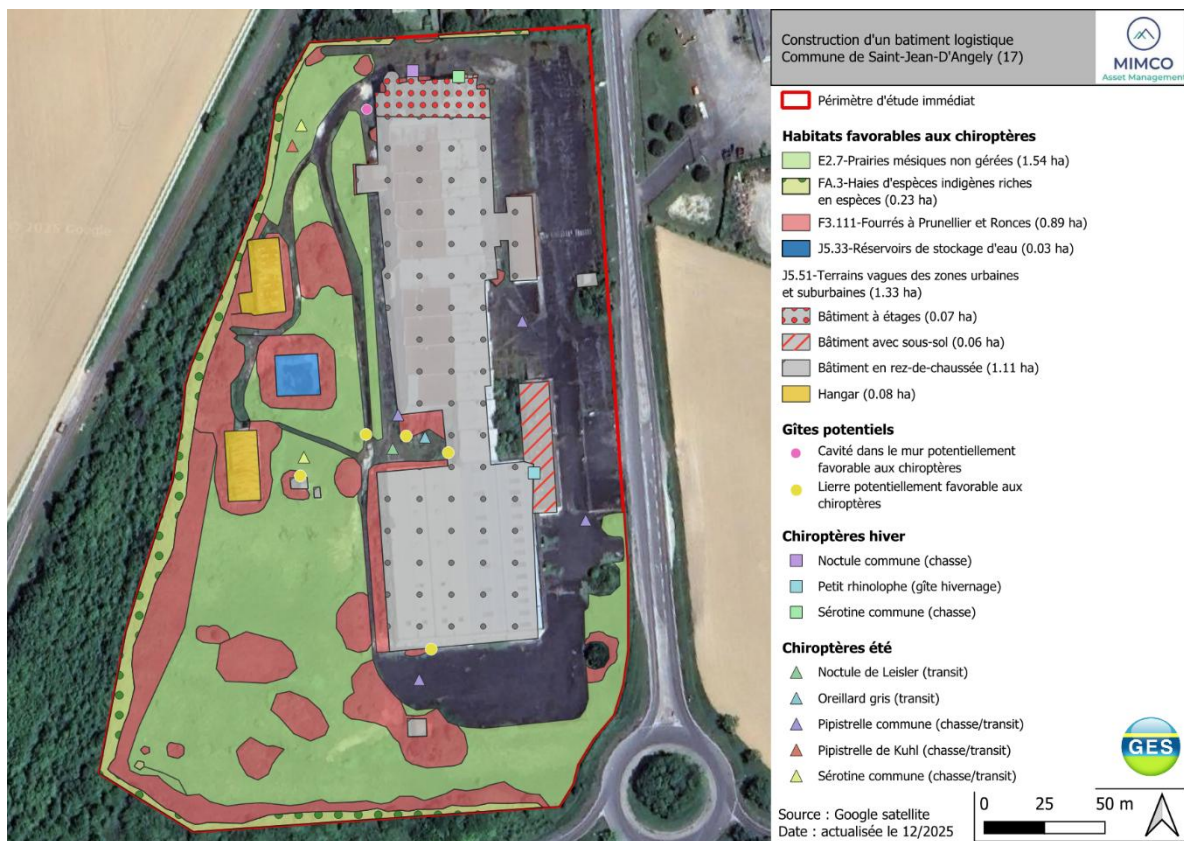 Construction d'un batiment logistique
Commune de Saint-Jean-D'Angely (17)
MIMCO
Asset Management
Périmètre d'étude immédiat
Habitats favorables aux chiroptères
E2.7-Prairies mésiques non gérées (1.54 ha)
FA.3-Haies d'espèces indigènes riches
en espèces (0.23 ha)
F3.111-Fourrés à Prunellier et Ronces (0.89 ha)
J5.33-Réservoirs de stockage d'eau (0.03 ha)
J5.51-Terrains vagues des zones urbaines
et suburbaines (1.33 ha)
Bâtiment à étages (0.07 ha)
Bâtiment avec sous-sol (0.06 ha)
Bâtiment en rez-de-chaussée (1.11 ha)
Hangar (0.08 ha)
Gîtes potentiels
Cavité dans le mur potentiellement
favorable aux chiroptères
Lierre potentiellement favorable aux
chiroptères
Chiroptères hiver
Noctule commune (chasse)
Petit rhinolophe (gîte hivernage)
Sérotine commune (chasse)
Chiroptères été
Noctule de Leisler (transit)
Oreillard gris (transit)
Pipistrelle commune (chasse/transit)
Pipistrelle de Kuhl (chasse/transit)
Sérotine commune (chasse/transit)
GES
Source : Google satellite
Date : actualisée le 12/2025
0 25 50 m